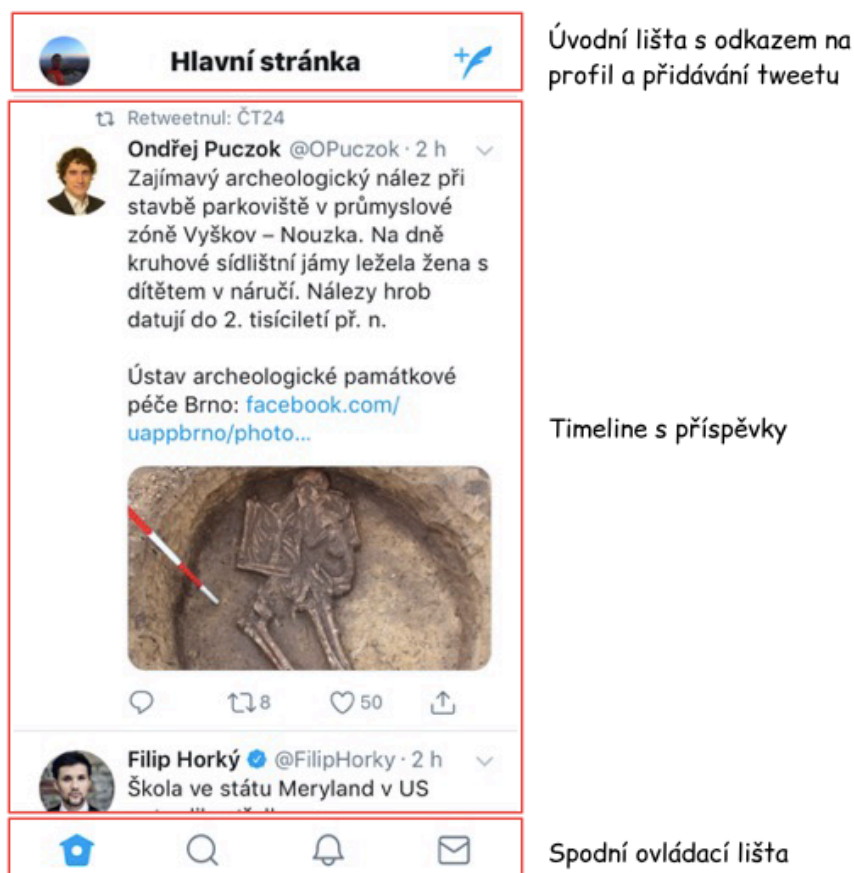 Hlavní stránka
Úvodní lišta s odkazem na
profil a přidávání tweetu
Retweetnul: ČT24
Ondřej Puczok @OPuczok · 2 h
Zajímavý archeologický nález při
stavbě parkoviště v průmyslové
zóně Vyškov – Nouzka. Na dně
kruhové sídlištní jámy ležela žena s
dítětem v náručí. Nálezy hrob
datují do 2. tisíciletí př. n.
Ústav archeologické památkové
péče Brno: facebook.com/
uappbrno/photo...
Timeline s příspěvky
8
50
Filip Horký @FilipHorky · 2 h
Škola ve státu Meryland v US
Spodní ovládací lišta